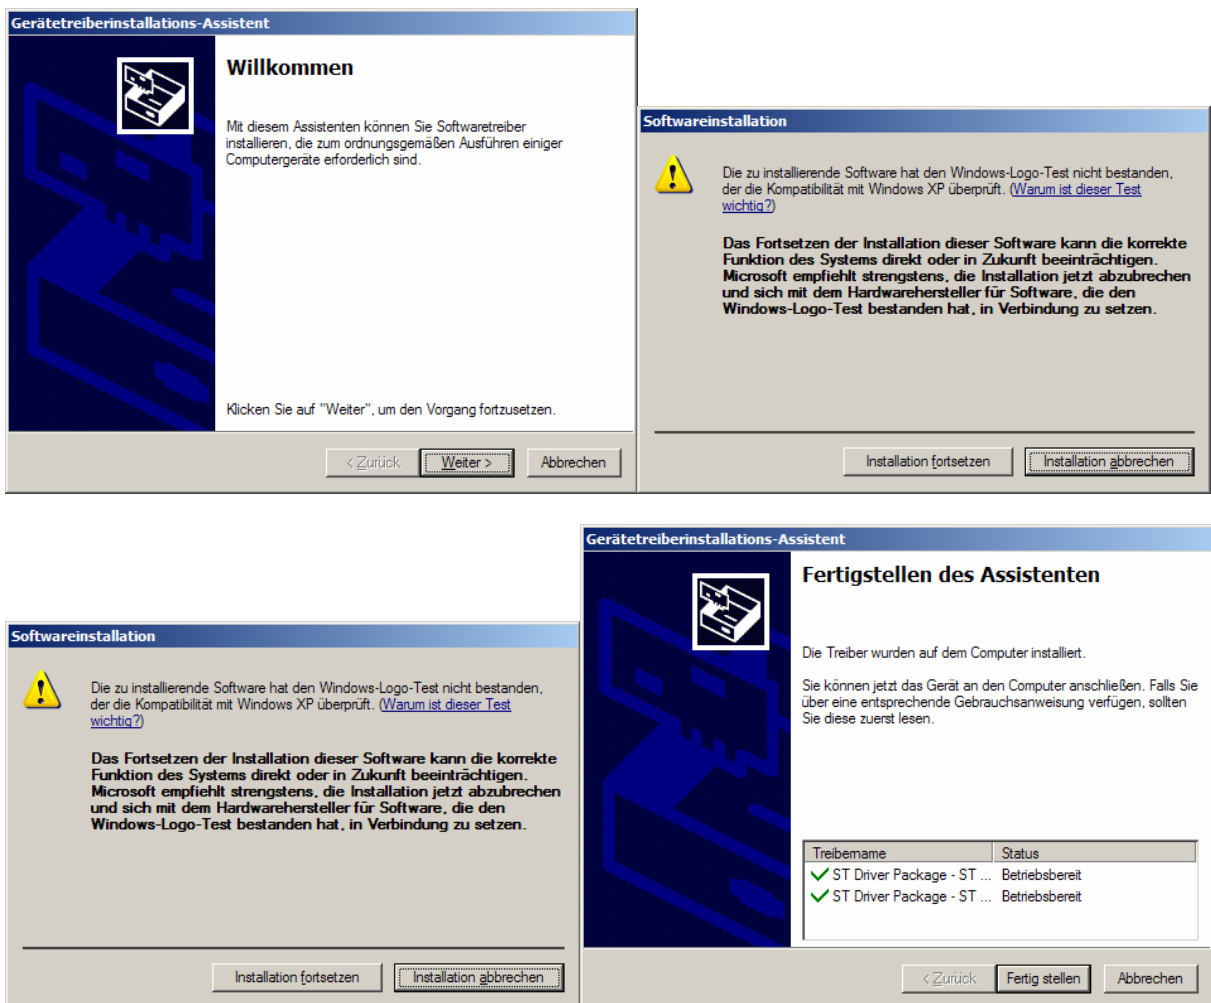 Gerätetreiberinstallations-Assistent
Willkommen
Mit diesem Assistenten können Sie Softwaretreiber
installieren, die zum ordnungsgemäßen Ausführen einiger
Computergeräte erforderlich sind.
Klicken Sie auf "Weiter", um den Vorgang fortzusetzen.
< Zurück
Weiter >
Abbrechen
Softwareinstallation
Die zu installierende Software hat den Windows-Logo-Test nicht bestanden,
der die Kompatibilität mit Windows XP überprüft. (Warum ist dieser Test
wichtig?)
Das Fortsetzen der Installation dieser Software kann die korrekte
Funktion des Systems direkt oder in Zukunft beeinträchtigen.
Microsoft empfiehlt strengstens, die Installation jetzt abzubrechen
und sich mit dem Hardwarehersteller für Software, die den
Windows-Logo-Test bestanden hat, in Verbindung zu setzen.
Installation fortsetzen
Installation abbrechen
Softwareinstallation
Die zu installierende Software hat den Windows-Logo-Test nicht bestanden,
der die Kompatibilität mit Windows XP überprüft. (Warum ist dieser Test
wichtig?)
Das Fortsetzen der Installation dieser Software kann die korrekte
Funktion des Systems direkt oder in Zukunft beeinträchtigen.
Microsoft empfiehlt strengstens, die Installation jetzt abzubrechen
und sich mit dem Hardwarehersteller für Software, die den
Windows-Logo-Test bestanden hat, in Verbindung zu setzen.
Installation fortsetzen
Installation abbrechen
Gerätetreiberinstallations-Assistent
Fertigstellen des Assistenten
Die Treiber wurden auf dem Computer installiert.
Sie können jetzt das Gerät an den Computer anschließen. Falls Sie
über eine entsprechende Gebrauchsanweisung verfügen, sollten
Sie diese zuerst lesen.
Treibername Status
ST Driver Package - ST ... Betriebsbereit
ST Driver Package - ST ... Betriebsbereit
< Zurück
Fertig stellen
Abbrechen